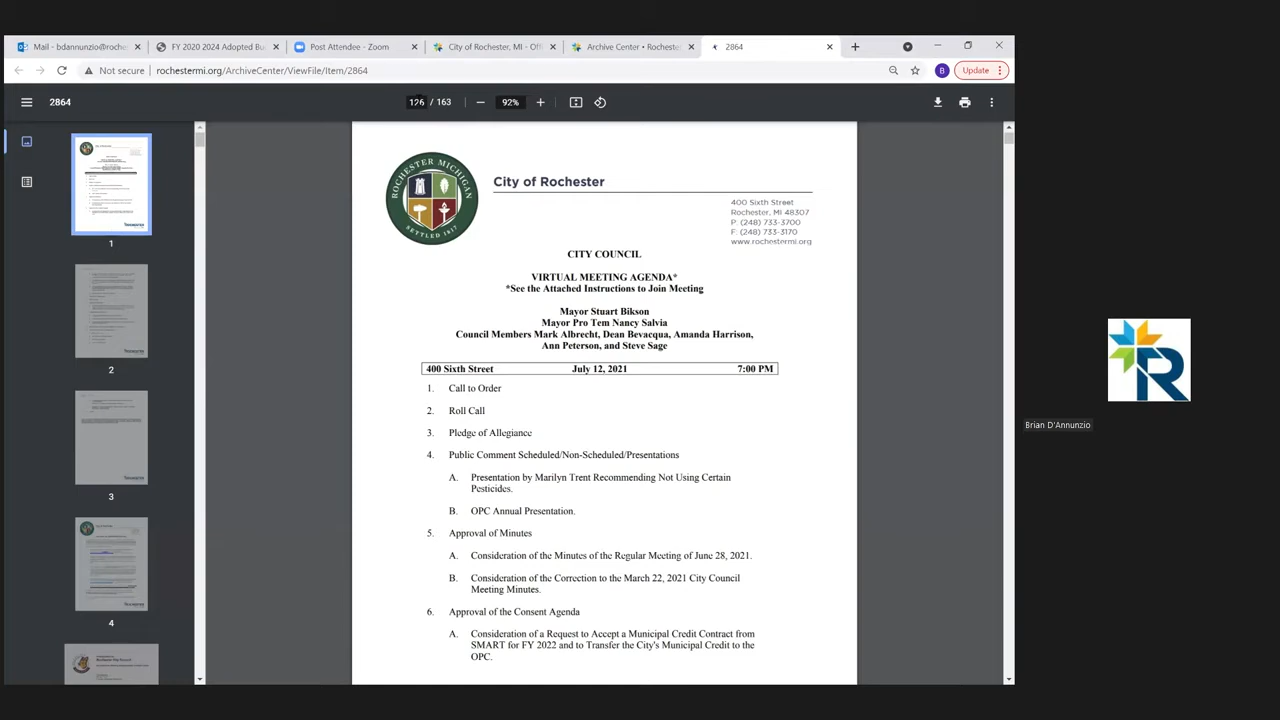 Mail - bdannunzio@roche
FY 2020 2024 Adopted Bu
Post Attendee - Zoom
City of Rochester, MI - Off
Archive Center • Rocheste
2864
Not secure
rochestermi.org/ArchiveCenter/ViewFile/Item/2864
B
Update
2864
126 / 163
92%
1
2
3
4
ROCHESTER MICHIGAN
SETTLED 1817
City of Rochester
400 Sixth Street
Rochester, MI 48307
P: (248) 733-3700
F: (248) 733-3170
www.rochestermi.org
CITY COUNCIL
VIRTUAL MEETING AGENDA*
*See the Attached Instructions to Join Meeting
Mayor Stuart Bikson
Mayor Pro Tem Nancy Salvia
Council Members Mark Albrecht, Dean Bevacqua, Amanda Harrison,
Ann Peterson, and Steve Sage
400 Sixth Street July 12, 2021 7:00 PM
1. Call to Order
2. Roll Call
3. Pledge of Allegiance
4. Public Comment Scheduled/Non-Scheduled/Presentations
A. Presentation by Marilyn Trent Recommending Not Using Certain
Pesticides.
B. OPC Annual Presentation.
5. Approval of Minutes
A. Consideration of the Minutes of the Regular Meeting of June 28, 2021.
B. Consideration of the Correction to the March 22, 2021 City Council
Meeting Minutes.
6. Approval of the Consent Agenda
A. Consideration of a Request to Accept a Municipal Credit Contract from
SMART for FY 2022 and to Transfer the City's Municipal Credit to the
OPC.
R
Brian D'Annunzio